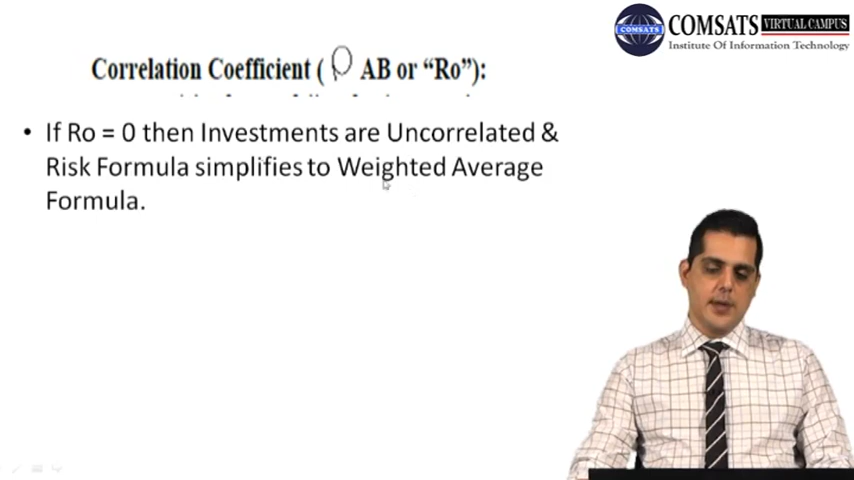 COMSATS VIRTUAL CAMPUS
Institute Of Information Technology
COMSATS
Correlation Coefficient ( ρ AB or “Ro”):
• If Ro = 0 then Investments are Uncorrelated &
Risk Formula simplifies to Weighted Average
Formula.